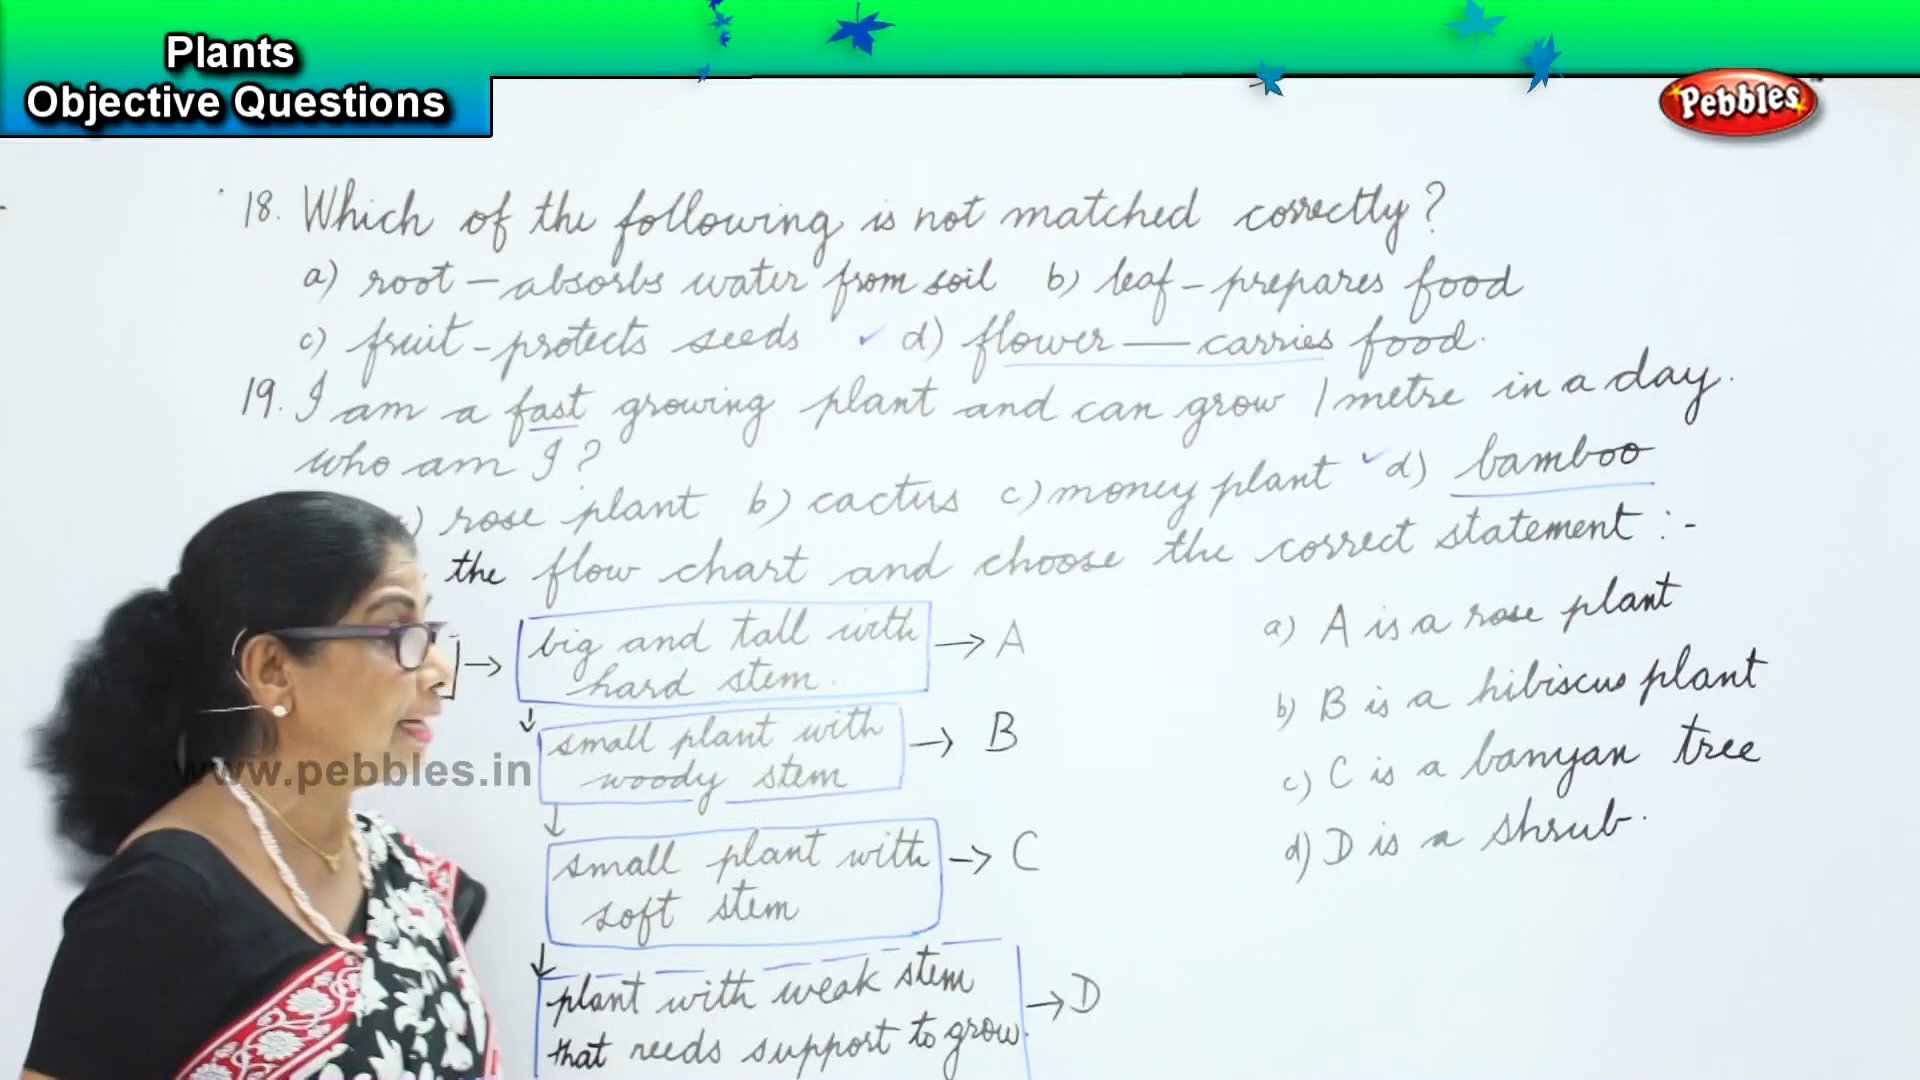 Plants
Objective Questions
Pebbles
18. Which of the following is not matched correctly?
a) root - absorbs water from soil b) leaf - prepares food
c) fruit - protects seeds ✓ d) flower — carries food.
19. I am a fast growing plant and can grow 1 metre in a day.
who am I?
) rose plant b) cactus c) money plant ✓ d) bamboo
the flow chart and choose the correct statement :-
→ big and tall with → A
hard stem.
↓
small plant with → B
woody stem
↓
small plant with → C
soft stem
↓
plant with weak stem → D
that needs support to grow.
a) A is a rose plant
b) B is a hibiscus plant
c) C is a banyan tree
d) D is a shrub.
www.pebbles.in